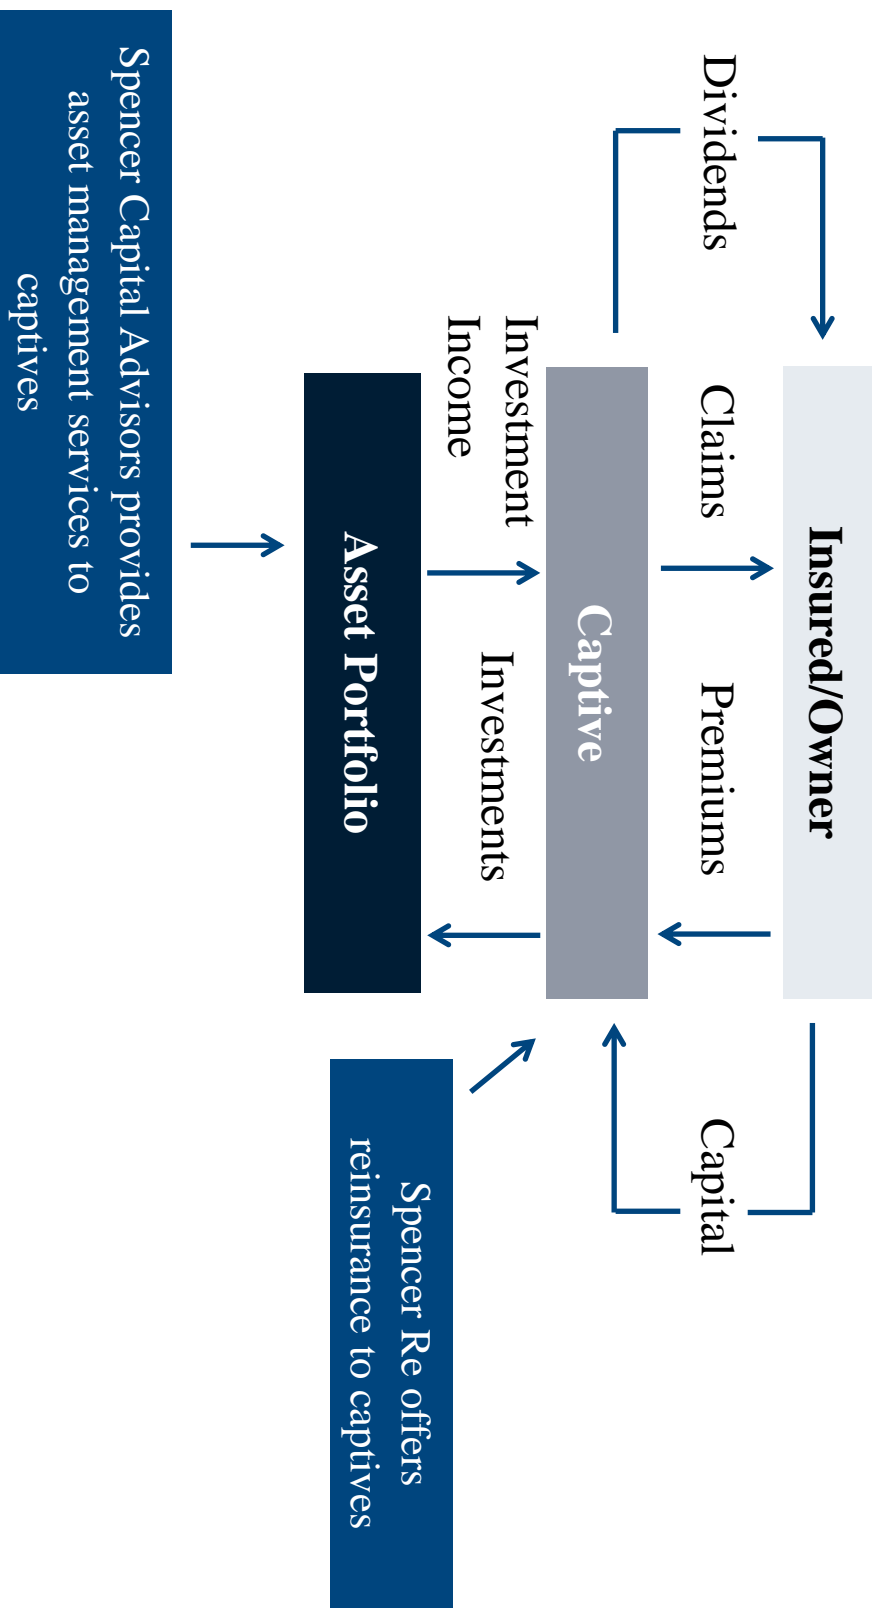 Insured/Owner
Dividends
Claims
Premiums
Capital
Captive
Investment
Income
Investments
Asset Portfolio
Spencer Re offers
reinsurance to captives
Spencer Capital Advisors provides
asset management services to
captives